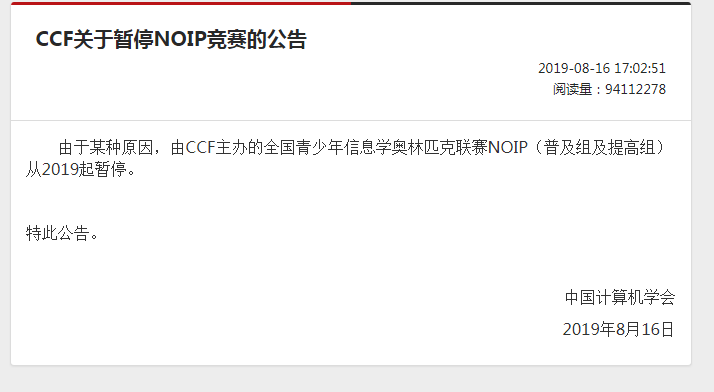 CCF关于暂停NOIP竞赛的公告
2019-08-16 17:02:51
阅读量：94112278
由于某种原因，由CCF主办的全国青少年信息学奥林匹克联赛NOIP（普及组及提高组）
从2019起暂停。
特此公告。
中国计算机学会
2019年8月16日